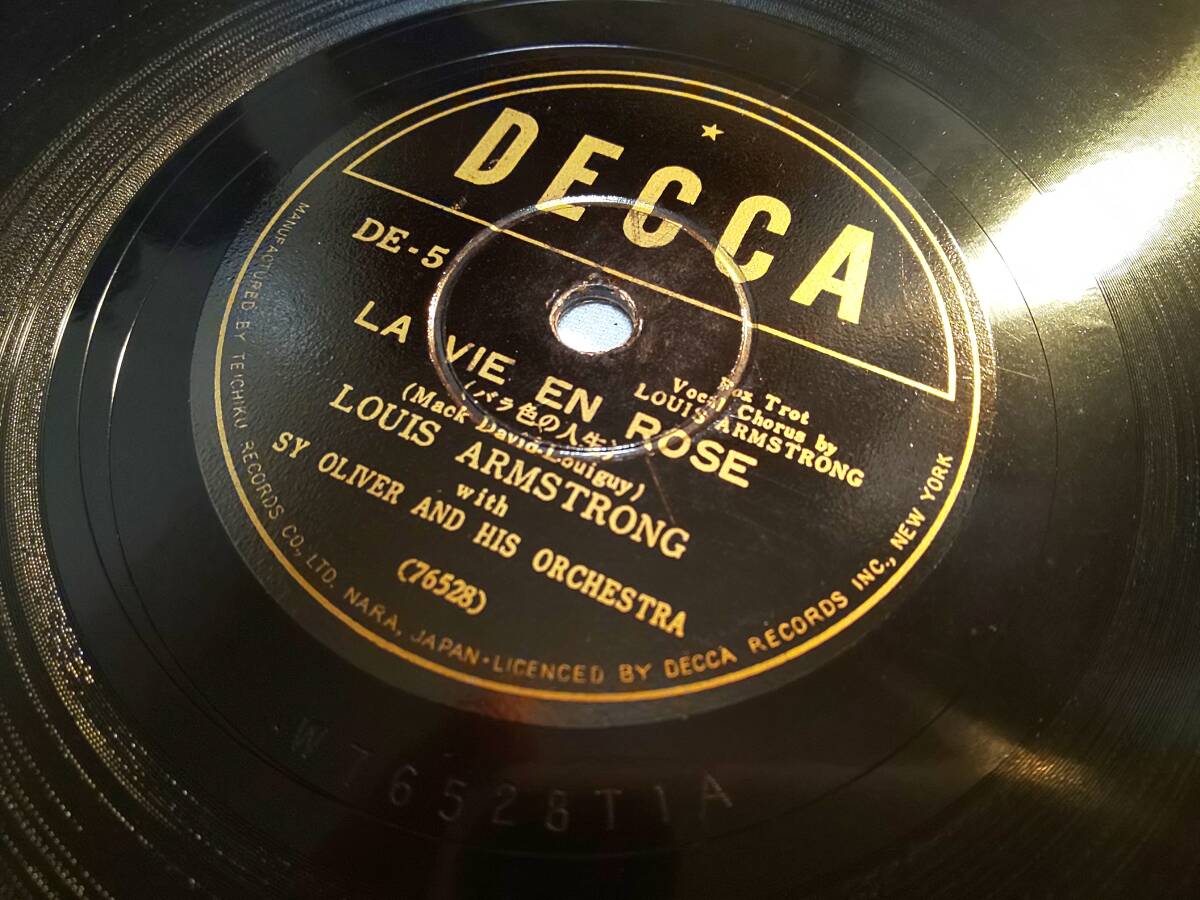 DECCA
DE-5
Fox Trot
Vocal Chorus by
LOUIS ARMSTRONG
LA VIE EN ROSE
(バラ色の人生)
(Mack David-Louiguy)
LOUIS ARMSTRONG
with
SY OLIVER AND HIS ORCHESTRA
(76528)
MANUFACTURED BY TEICHIKU RECORDS CO., LTD. NARA, JAPAN·LICENCED BY DECCA RECORDS INC., NEW YORK
W76528T1A